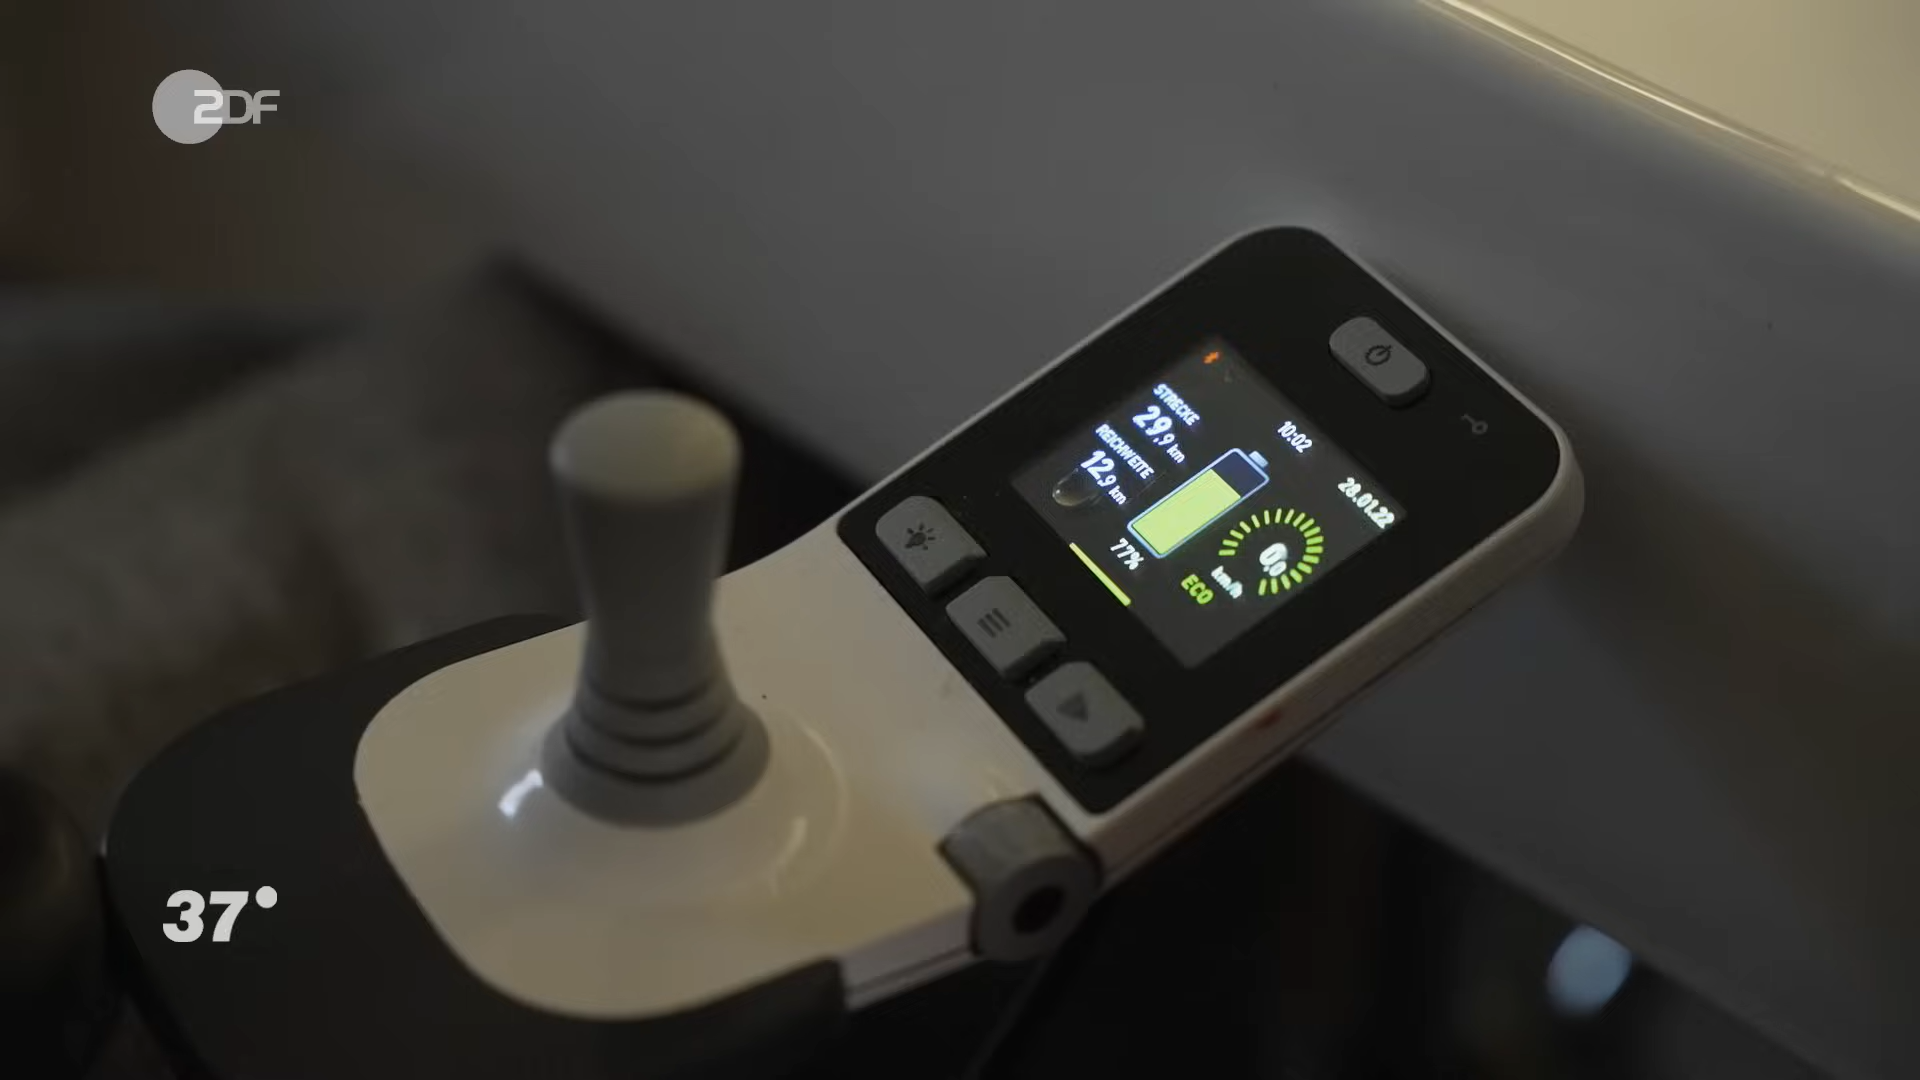 ZDF
STRECKE
29,9 km
REICHWEITE
12,9 km
77%
10:02
28.01.22
0,0
km/h
ECO
37°